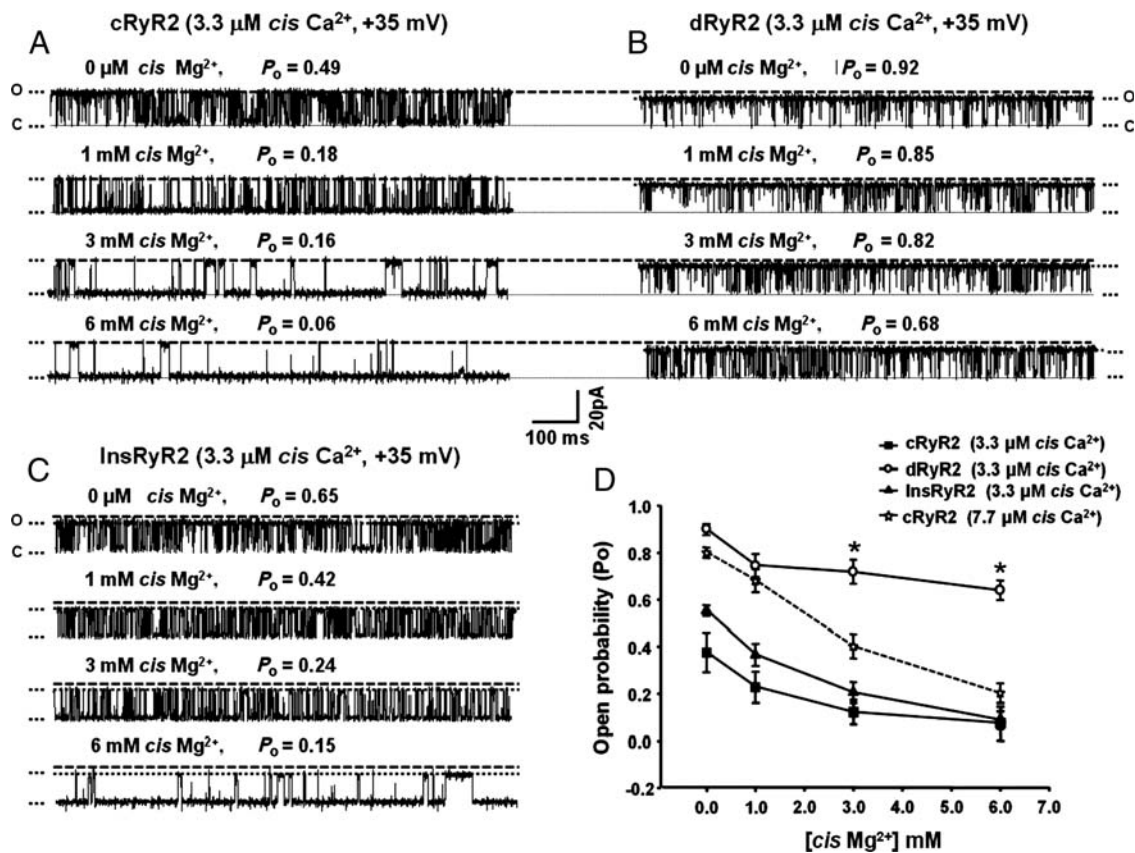 A
cRyR2 (3.3 µM cis Ca²⁺, +35 mV)
0 µM cis Mg²⁺, Po = 0.49
O
C
1 mM cis Mg²⁺, Po = 0.18
3 mM cis Mg²⁺, Po = 0.16
6 mM cis Mg²⁺, Po = 0.06
B
dRyR2 (3.3 µM cis Ca²⁺, +35 mV)
0 µM cis Mg²⁺, Po = 0.92
O
C
1 mM cis Mg²⁺, Po = 0.85
3 mM cis Mg²⁺, Po = 0.82
6 mM cis Mg²⁺, Po = 0.68
20pA
100 ms
C
InsRyR2 (3.3 µM cis Ca²⁺, +35 mV)
0 µM cis Mg²⁺, Po = 0.65
O
C
1 mM cis Mg²⁺, Po = 0.42
3 mM cis Mg²⁺, Po = 0.24
6 mM cis Mg²⁺, Po = 0.15
D
cRyR2 (3.3 µM cis Ca²⁺)
dRyR2 (3.3 µM cis Ca²⁺)
InsRyR2 (3.3 µM cis Ca²⁺)
cRyR2 (7.7 µM cis Ca²⁺)
Open probability (Po)
1.0
0.8
0.6
0.4
0.2
0.0
-0.2
* *
0.0 1.0 3.0 6.0 7.0
[cis Mg²⁺] mM